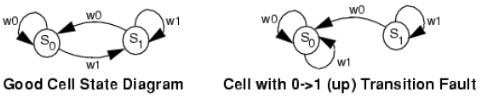 w0 w0 w1
S0 S1
w1
w0 w0 w1
S0 S1
w1
Good Cell State Diagram Cell with 0->1 (up) Transition Fault